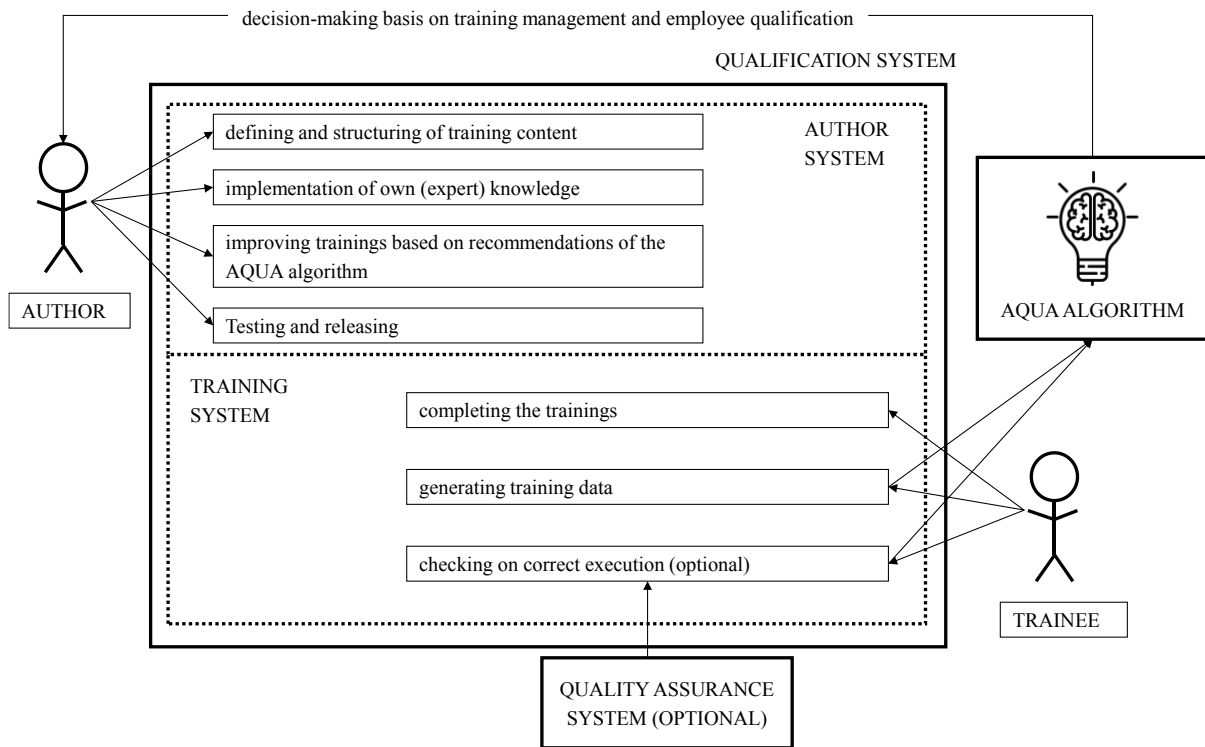 decision-making basis on training management and employee qualification
QUALIFICATION SYSTEM
defining and structuring of training content
AUTHOR
SYSTEM
implementation of own (expert) knowledge
improving trainings based on recommendations of the
AQUA algorithm
Testing and releasing
AUTHOR
AQUA ALGORITHM
TRAINING
SYSTEM
completing the trainings
generating training data
checking on correct execution (optional)
TRAINEE
QUALITY ASSURANCE
SYSTEM (OPTIONAL)